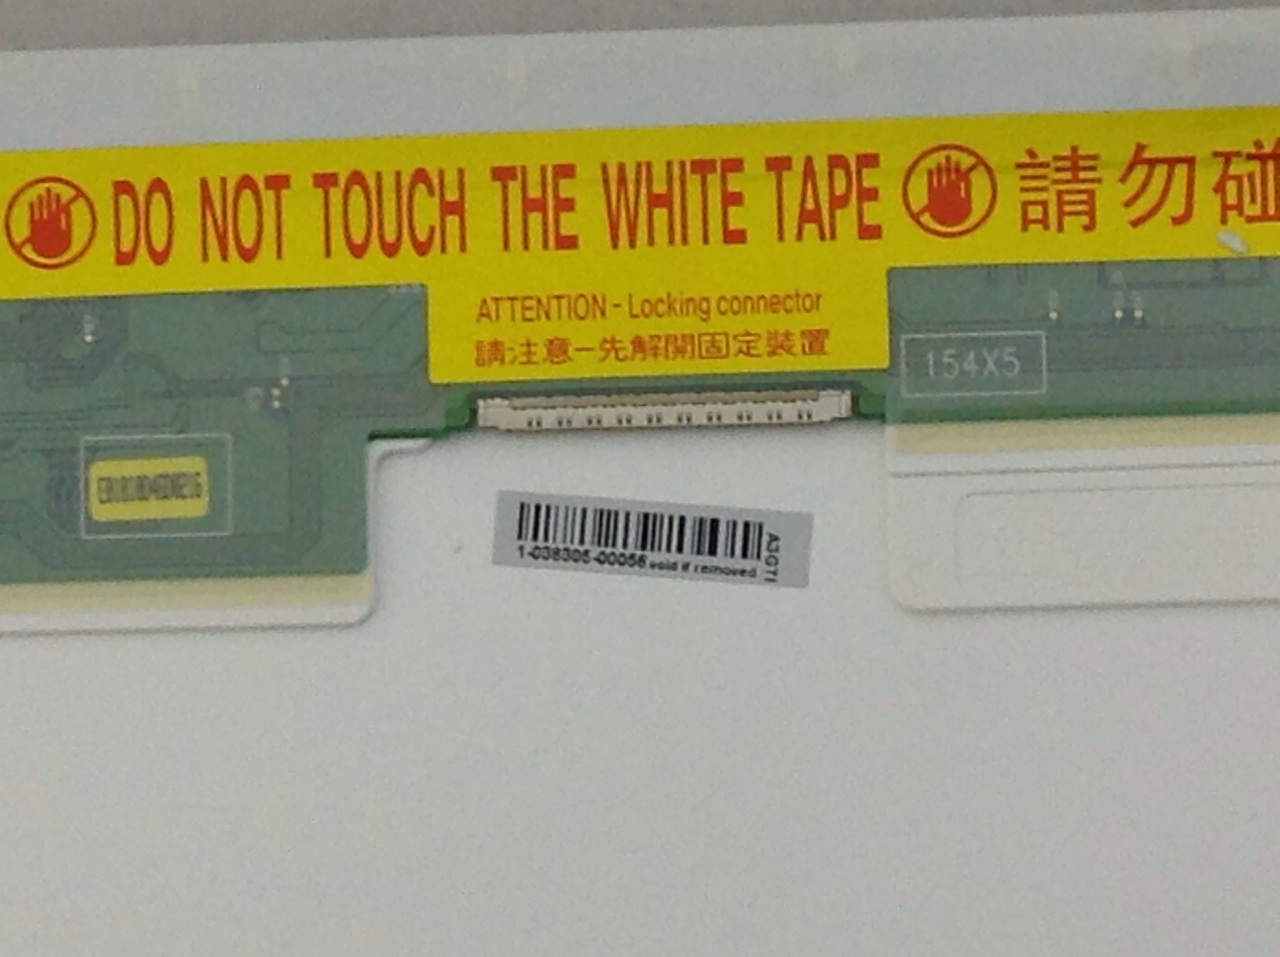 DO NOT TOUCH THE WHITE TAPE 請勿碰
ATTENTION - Locking connector
請注意-先解開固定裝置
154X5
1-038305-00056 void if removed
A3GT1